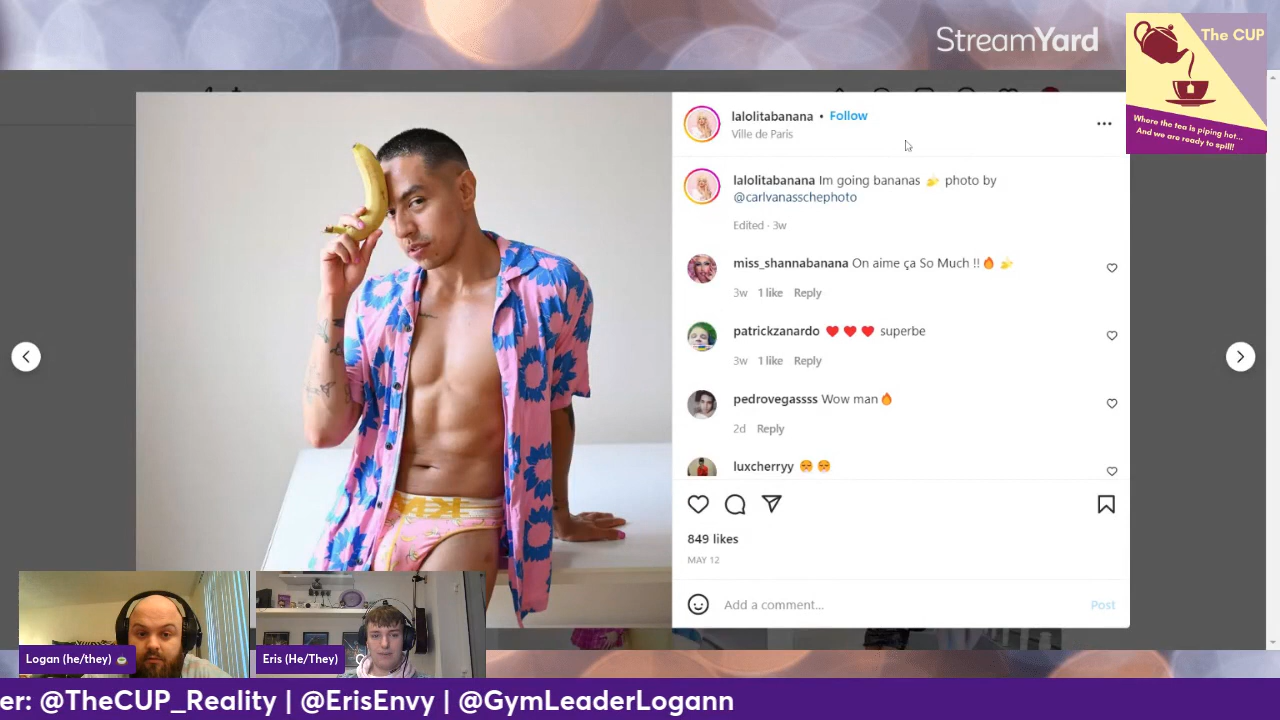 StreamYard
The CUP
Where the tea is piping hot...
And we are ready to spill!
lalolitabanana • Follow
Ville de Paris
lalolitabanana Im going bananas 🍌 photo by
@carlvanasschephoto
Edited · 3w
miss_shannabanana On aime ça So Much !!🔥 🍌
3w 1 like Reply
patrickzanardo ♥️ ♥️ ♥️ superbe
3w 1 like Reply
pedrovegassss Wow man🔥
2d Reply
luxcherryy 🥵 🥵
849 likes
MAY 12
Add a comment... Post
Logan (he/they)
Eris (He/They)
er: @TheCUP_Reality | @ErisEnvy | @GymLeaderLogann